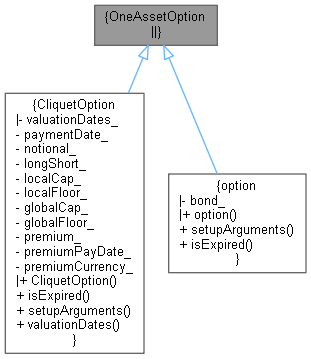 {OneAssetOption
||}
{CliquetOption
|- valuationDates_
- paymentDate_
- notional_
- longShort_
- localCap_
- localFloor_
- globalCap_
- globalFloor_
- premium_
- premiumPayDate_
- premiumCurrency_
|+ CliquetOption()
+ isExpired()
+ setupArguments()
+ valuationDates()
}
{option
|- bond_
|+ option()
+ setupArguments()
+ isExpired()
}